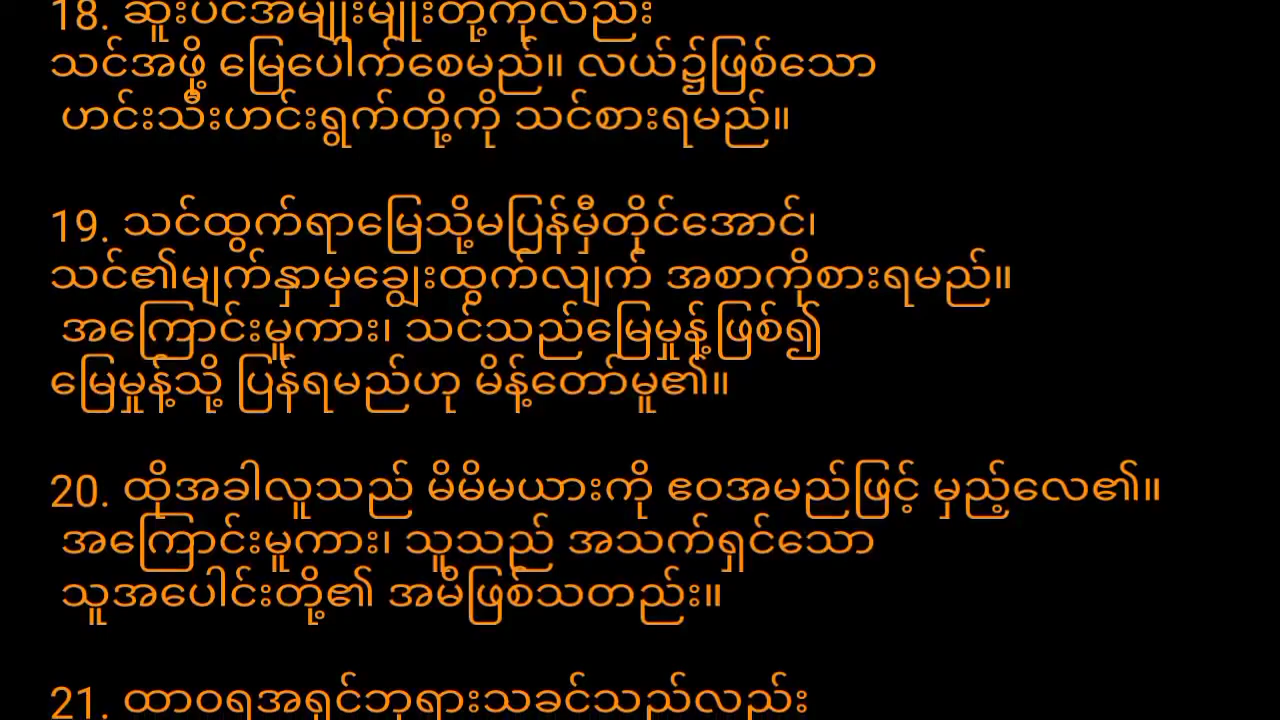 18. ဆူးပင်အမျိုးမျိုးတို့ကိုလည်း
သင်အဖို့ မြေပေါက်စေမည်။ လယ်၌ဖြစ်သော
ဟင်းသီးဟင်းရွက်တို့ကို သင်စားရမည်။
19. သင်ထွက်ရာမြေသို့မပြန်မှီတိုင်အောင်၊
သင်၏မျက်နှာမှချွေးထွက်လျက် အစာကိုစားရမည်။
အကြောင်းမူကား၊ သင်သည်မြေမှုန့်ဖြစ်၍
မြေမှုန့်သို့ ပြန်ရမည်ဟု မိန့်တော်မူ၏။
20. ထိုအခါလူသည် မိမိမယားကို ဧဝအမည်ဖြင့် မှည့်လေ၏။
အကြောင်းမူကား၊ သူသည် အသက်ရှင်သော
သူအပေါင်းတို့၏ အမိဖြစ်သတည်း။
21. ထာဝရအရှင်ဘုရားသခင်သည်လည်း